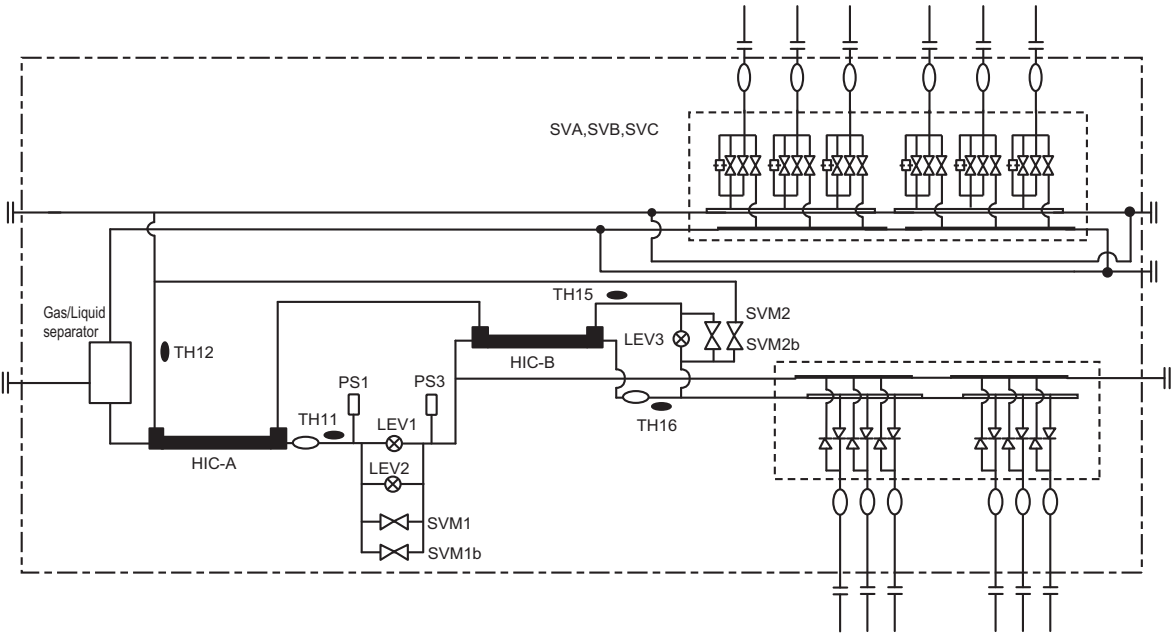 SVA,SVB,SVC
Gas/Liquid
separator
TH12
TH15
SVM2
LEV3
SVM2b
HIC-B
PS1
PS3
TH11
LEV1
TH16
HIC-A
LEV2
SVM1
SVM1b